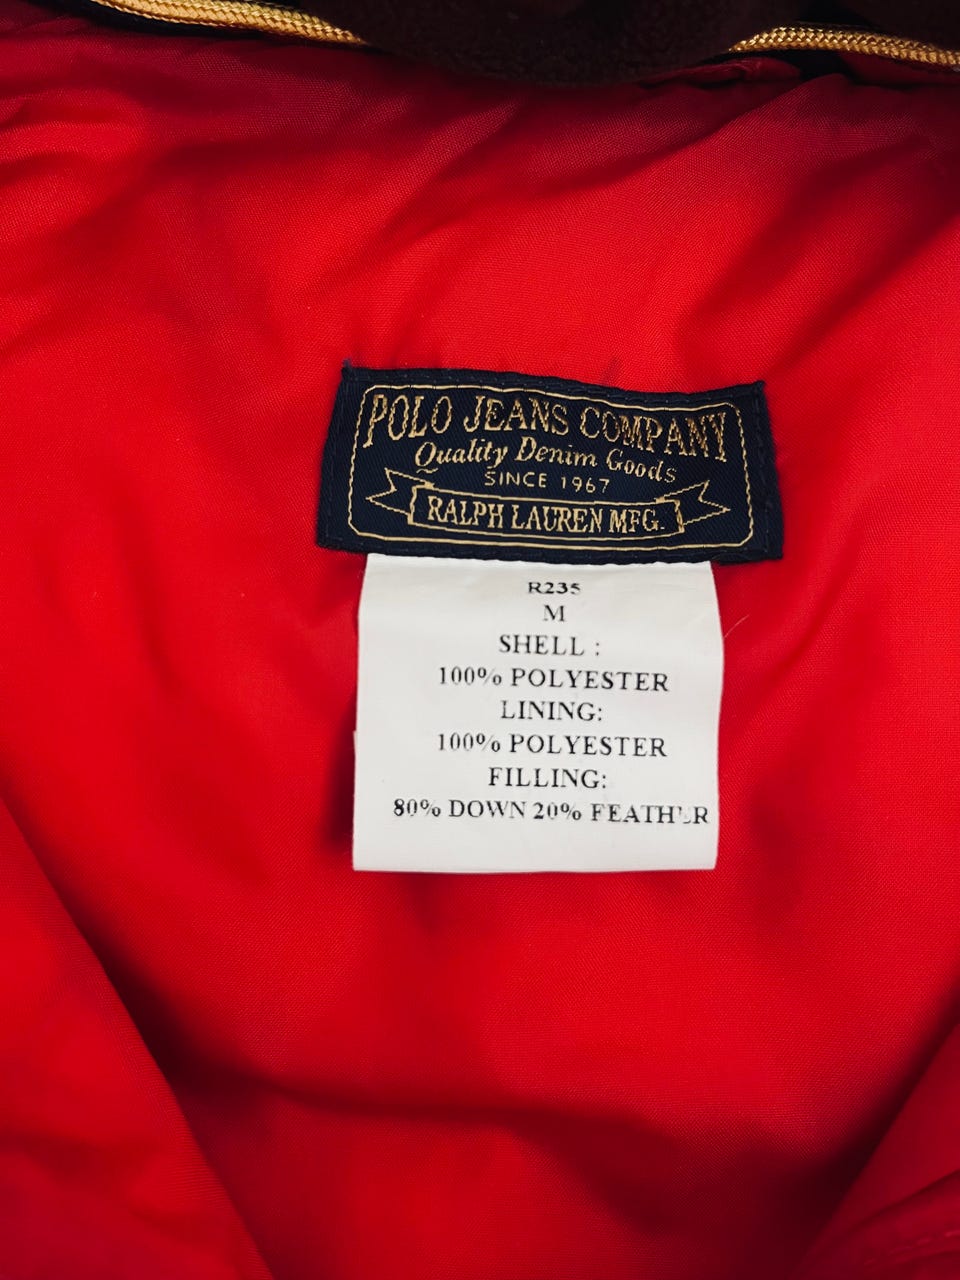 POLO JEANS COMPANY
Quality Denim Goods
SINCE 1967
RALPH LAUREN MFG.
R235
M
SHELL :
100% POLYESTER
LINING:
100% POLYESTER
FILLING:
80% DOWN 20% FEATHER